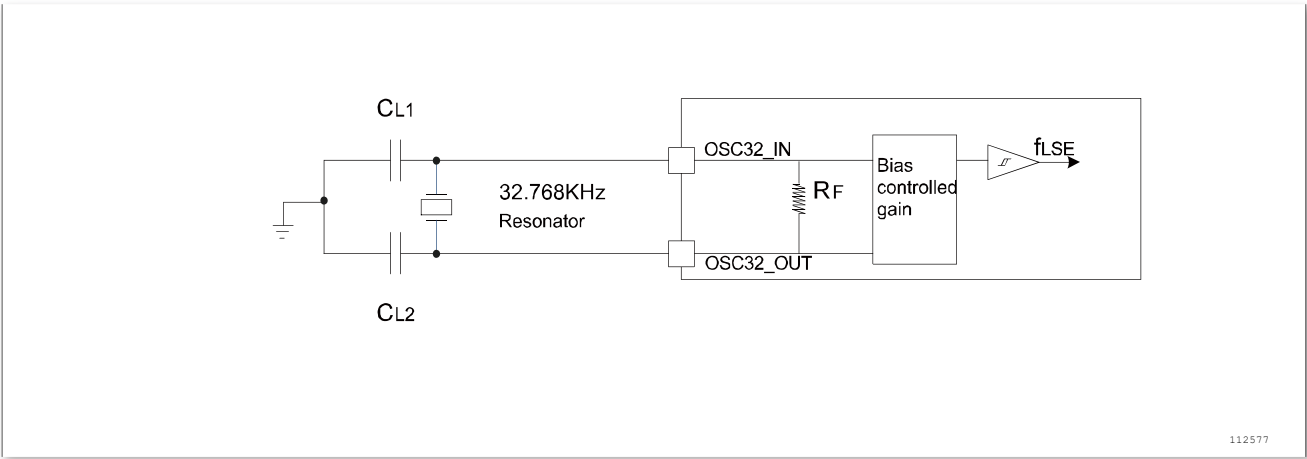 CL1
OSC32_IN
fLSE
Bias
controlled
gain
32.768KHz
Resonator
RF
OSC32_OUT
CL2
112577